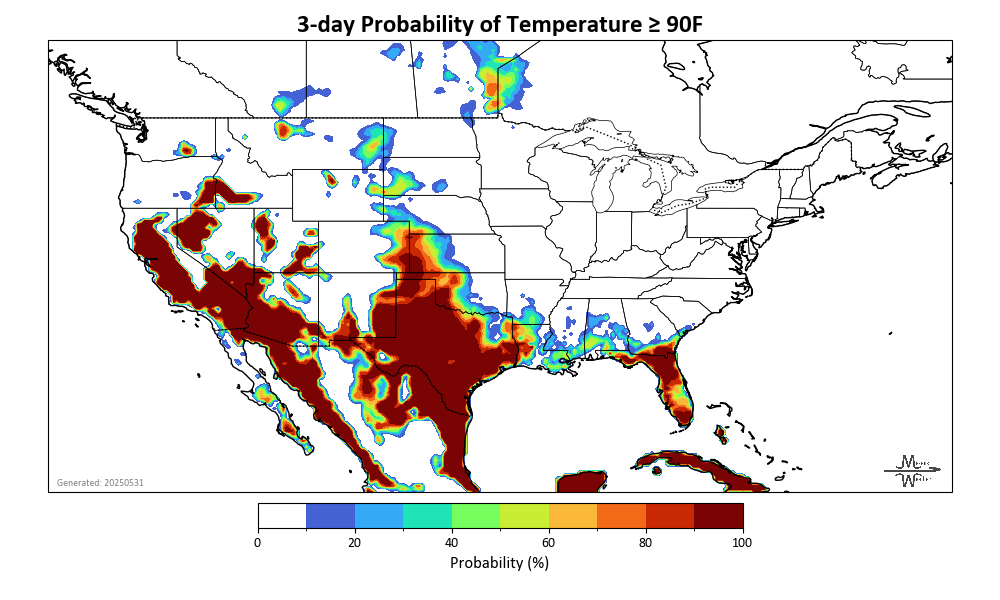 3-day Probability of Temperature ≥ 90F
Generated: 20250531
0 20 40 60 80 100
Probability (%)